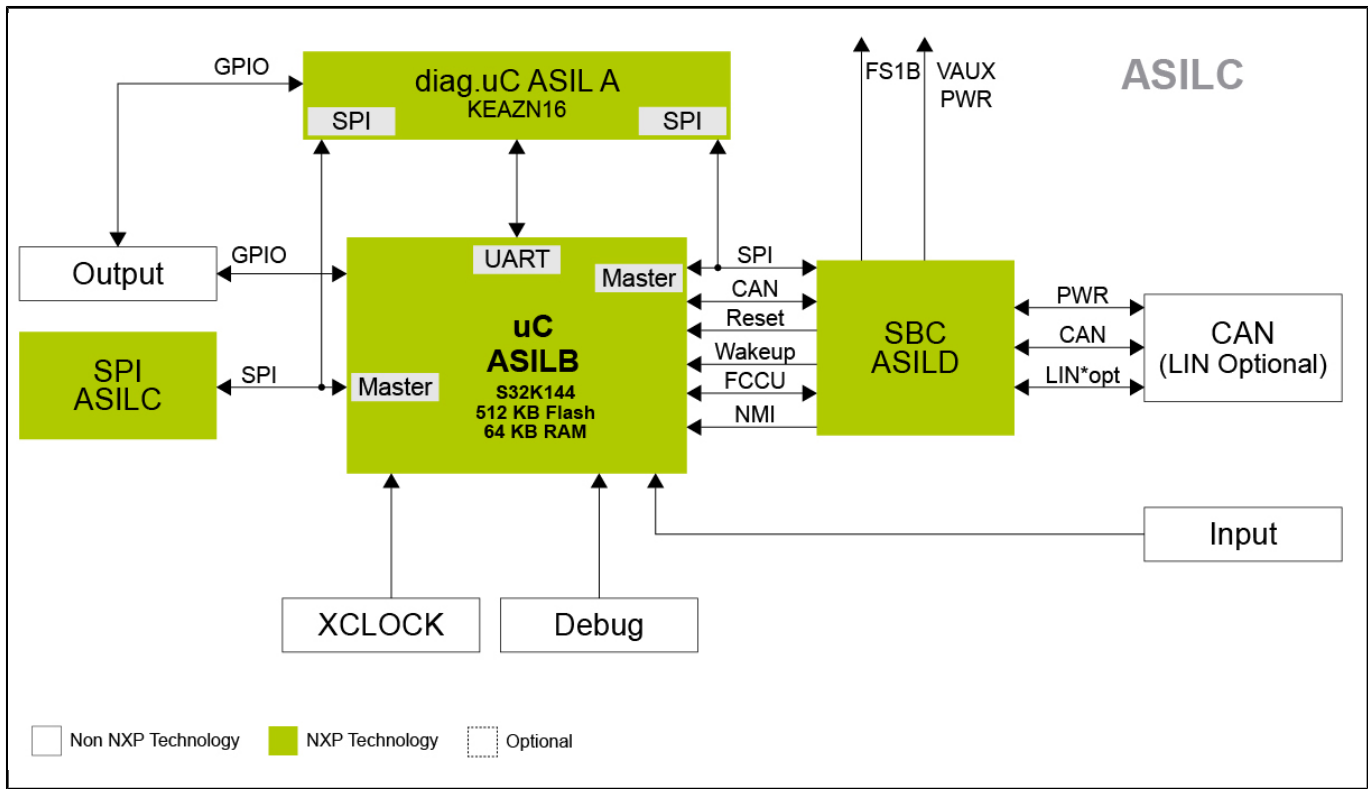 GPIO
diag.uC ASIL A
KEAZN16
SPI
SPI
FS1B
VAUX
PWR
ASILC
Output
GPIO
SPI
ASILC
SPI
UART
Master
Master
uC
ASILB
S32K144
512 KB Flash
64 KB RAM
SPI
CAN
Reset
Wakeup
FCCU
NMI
SBC
ASILD
PWR
CAN
LIN*opt
CAN
(LIN Optional)
Input
XCLOCK
Debug
Non NXP Technology
NXP Technology
Optional